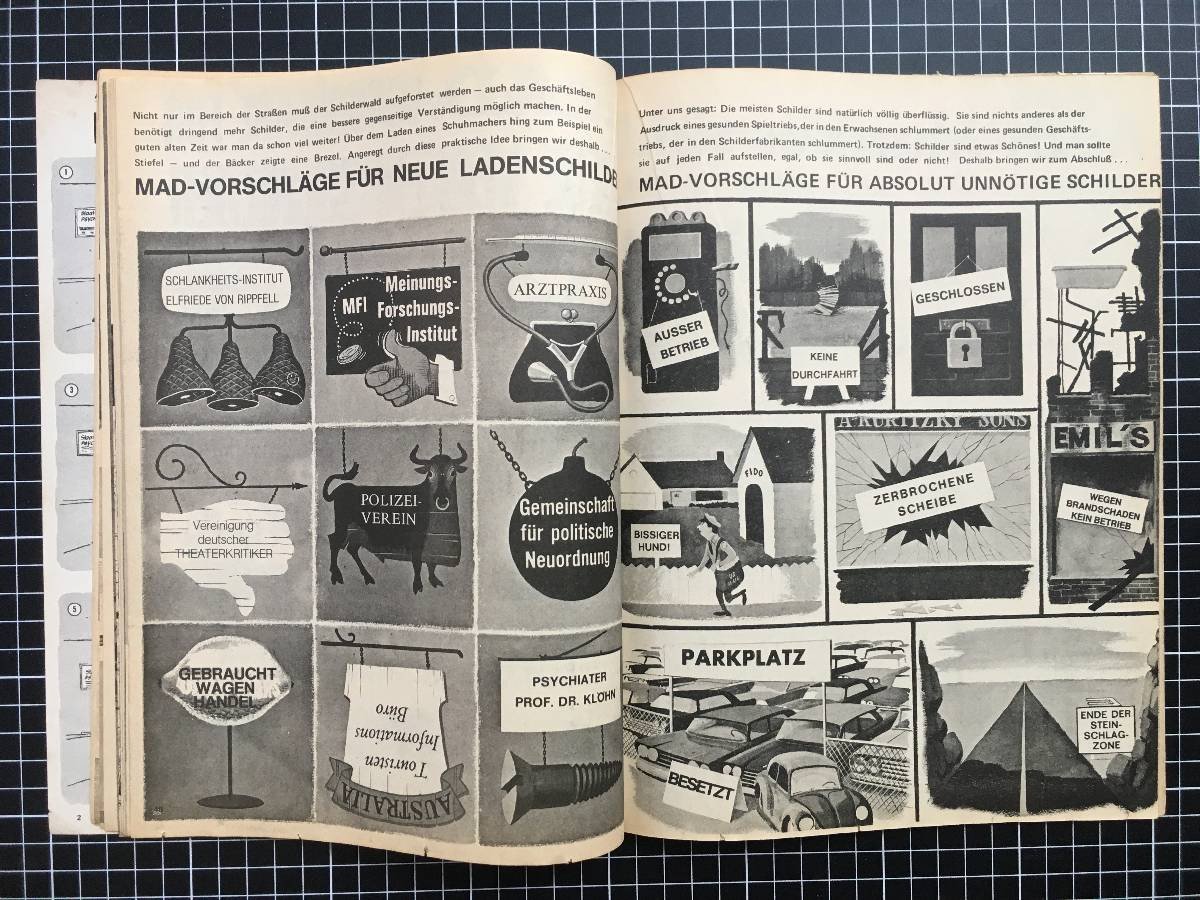 Nicht nur im Bereich der Straßen muß der Schilderwald aufgeforstet werden – auch das Geschäftsleben
benötigt dringend mehr Schilder, die eine bessere gegenseitige Verständigung möglich machen. In der
guten alten Zeit war man da schon viel weiter! Über dem Laden eines Schuhmachers hing zum Beispiel ein
Stiefel – und der Bäcker zeigte eine Brezel. Angeregt durch diese praktische Idee bringen wir deshalb ...
MAD-VORSCHLÄGE FÜR NEUE LADENSCHILDE
SCHLANKHEITS-INSTITUT
ELFRIEDE VON RIPPFELL
MFI
Meinungs-
Forschungs-
Institut
ARZTPRAXIS
Vereinigung
deutscher
THEATERKRITIKER
POLIZEI-
VEREIN
Gemeinschaft
für politische
Neuordnung
GEBRAUCHT
WAGEN
HANDEL
AUSTRALIA
Touristen
Informations
Büro
PSYCHIATER
PROF. DR. KLÖHN
Unter uns gesagt: Die meisten Schilder sind natürlich völlig überflüssig. Sie sind nichts anderes als der
Ausdruck eines gesunden Spieltriebs, der in den Erwachsenen schlummert (oder eines gesunden Geschäfts-
triebs, der in den Schilderfabrikanten schlummert). Trotzdem: Schilder sind etwas Schönes! Und man sollte
sie auf jeden Fall aufstellen, egal, ob sie sinnvoll sind oder nicht! Deshalb bringen wir zum Abschluß ....
MAD-VORSCHLÄGE FÜR ABSOLUT UNNÖTIGE SCHILDER
AUSSER
BETRIEB
KEINE
DURCHFAHRT
GESCHLOSSEN
EMIL'S
WEGEN
BRANDSCHADEN
KEIN BETRIEB
BISSIGER
HUND!
FIDO
A. KURTIZKY SONS
ZERBROCHENE
SCHEIBE
PARKPLATZ
BESETZT
ENDE DER
STEIN-
SCHLAG-
ZONE
1
3
5
2